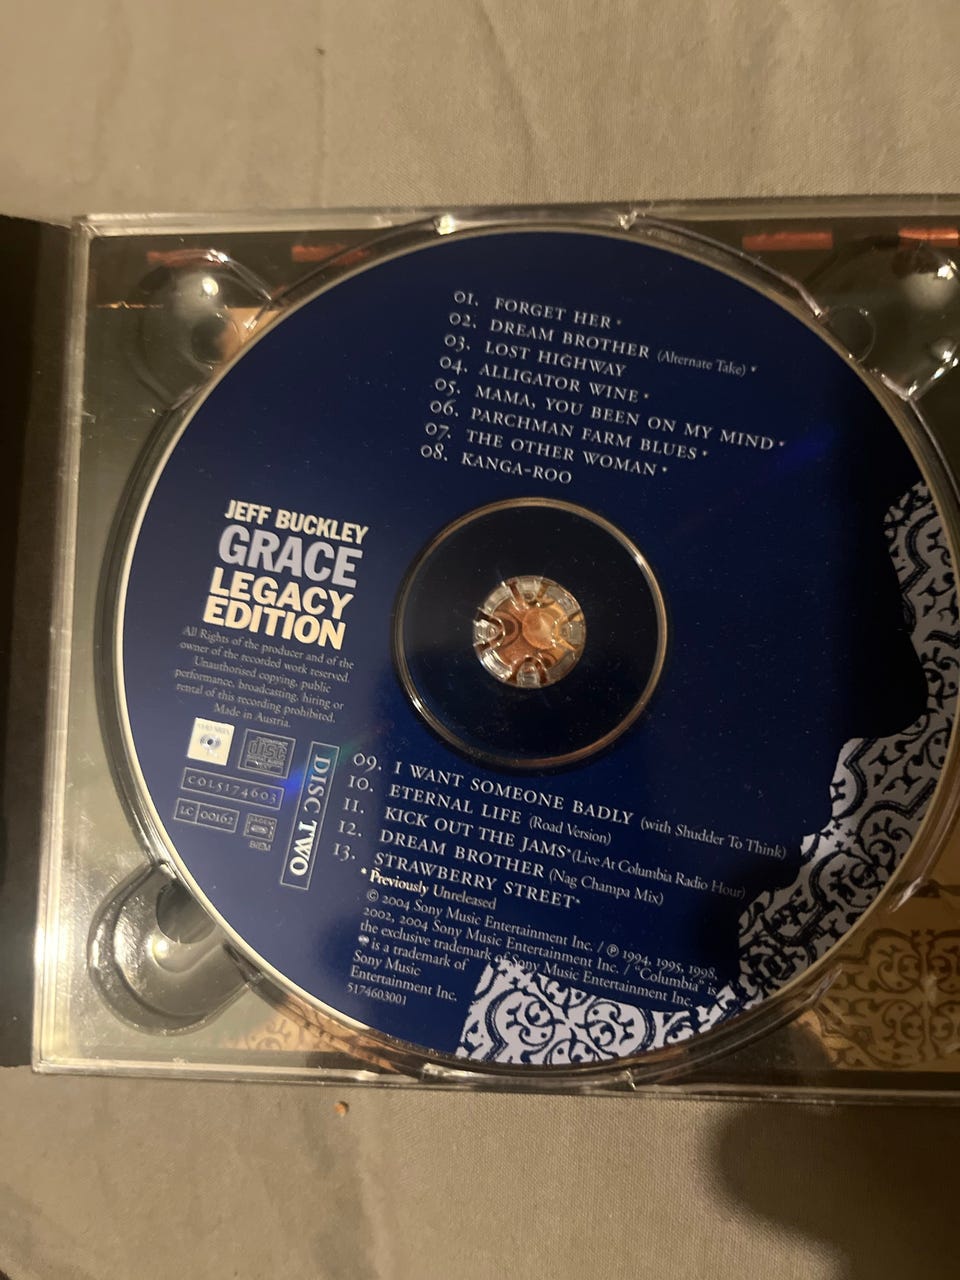 01. FORGET HER*
02. DREAM BROTHER (Alternate Take)*
03. LOST HIGHWAY
04. ALLIGATOR WINE*
05. MAMA, YOU BEEN ON MY MIND*
06. PARCHMAN FARM BLUES*
07. THE OTHER WOMAN*
08. KANGA-ROO
JEFF BUCKLEY
GRACE
LEGACY
EDITION
All Rights of the producer and of the
owner of the recorded work reserved.
Unauthorised copying, public
performance, broadcasting, hiring or
rental of this recording prohibited.
Made in Austria.
COLUMBIA
COMPACT
disc
DIGITAL AUDIO
COL5174603
LC 00162
BIEM
DISC TWO
09. I WANT SOMEONE BADLY (with Shudder To Think)
10. ETERNAL LIFE (Road Version)
11. KICK OUT THE JAMS*(Live At Columbia Radio Hour)
12. DREAM BROTHER (Nag Champa Mix)
13. STRAWBERRY STREET*
* Previously Unreleased
© 2004 Sony Music Entertainment Inc. / ℗ 1994, 1995, 1998,
2002, 2004 Sony Music Entertainment Inc. / "Columbia" is
the exclusive trademark of Sony Music Entertainment Inc.
is a trademark of
Sony Music
Entertainment Inc.
5174603001